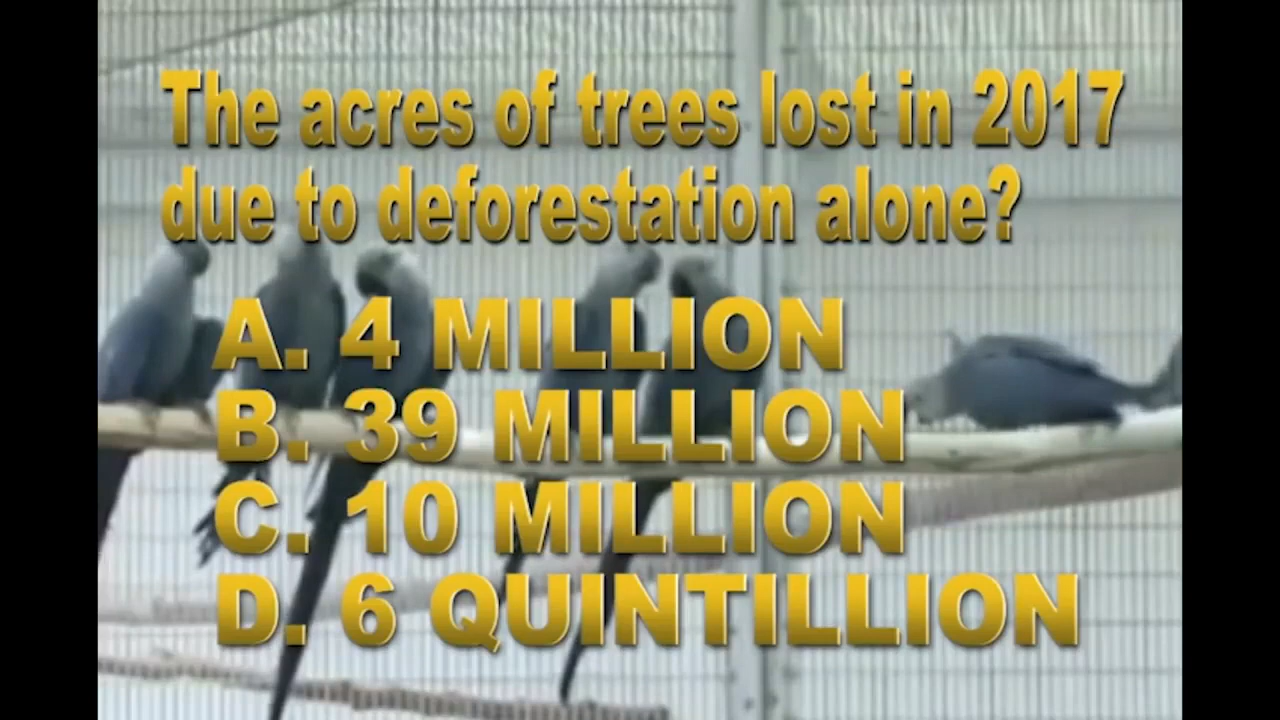 The acres of trees lost in 2017
due to deforestation alone?
A. 4 MILLION
B. 39 MILLION
C. 10 MILLION
D. 6 QUINTILLION